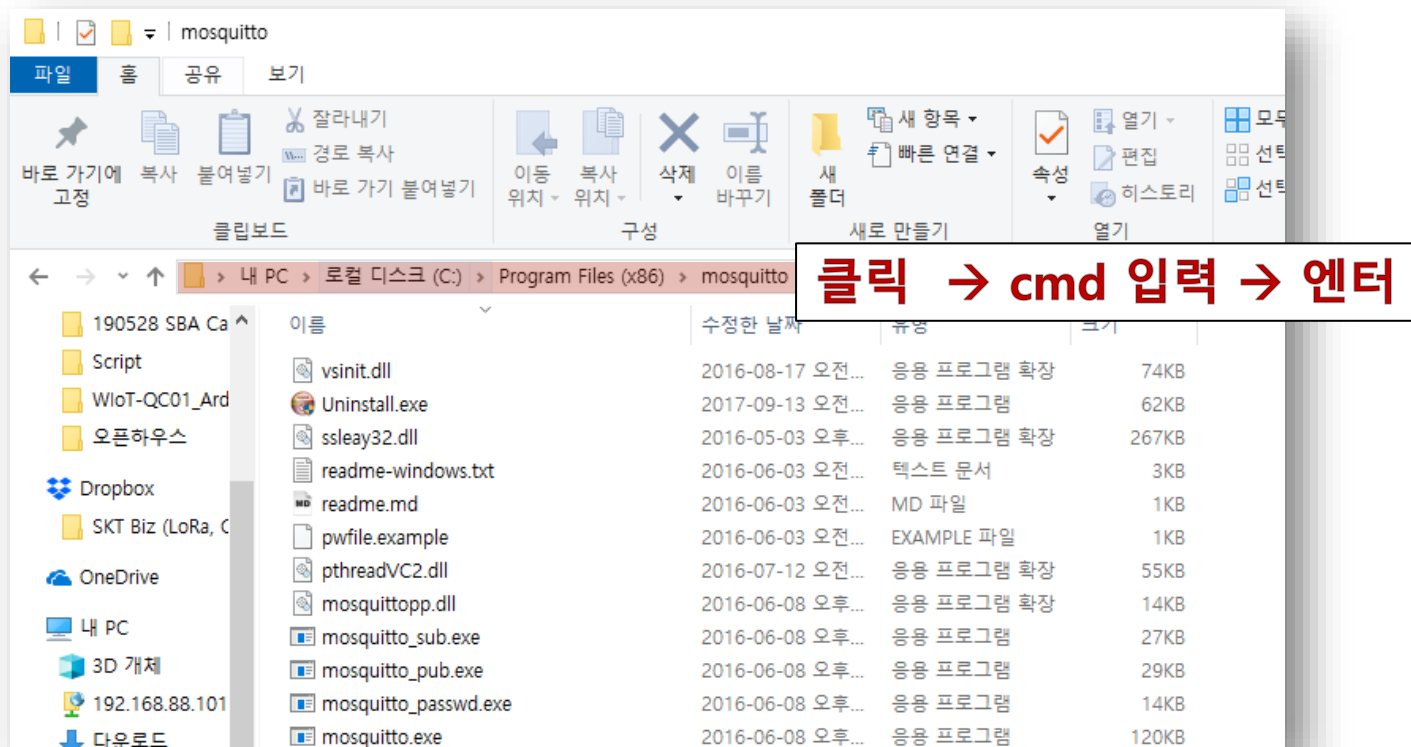 mosquitto
파일 홈 공유 보기
바로 가기에 고정
복사
붙여넣기
잘라내기
경로 복사
바로 가기 붙여넣기
클립보드
이동 위치
복사 위치
삭제
이름 바꾸기
구성
새 폴더
새 항목
빠른 연결
새로 만들기
속성
열기
편집
히스토리
열기
선택
선택
내 PC > 로컬 디스크 (C:) > Program Files (x86) > mosquitto
클릭 → cmd 입력 → 엔터
이름 수정한 날짜 유형 크기
190528 SBA Ca
Script
WIoT-QC01_Ard
오픈하우스
Dropbox
SKT Biz (LoRa, C
OneDrive
내 PC
3D 개체
192.168.88.101
다운로드
vsinit.dll 2016-08-17 오전... 응용 프로그램 확장 74KB
Uninstall.exe 2017-09-13 오전... 응용 프로그램 62KB
ssleay32.dll 2016-05-03 오후... 응용 프로그램 확장 267KB
readme-windows.txt 2016-06-03 오전... 텍스트 문서 3KB
readme.md 2016-06-03 오전... MD 파일 1KB
pwfile.example 2016-06-03 오전... EXAMPLE 파일 1KB
pthreadVC2.dll 2016-07-12 오전... 응용 프로그램 확장 55KB
mosquittopp.dll 2016-06-08 오후... 응용 프로그램 확장 14KB
mosquitto_sub.exe 2016-06-08 오후... 응용 프로그램 27KB
mosquitto_pub.exe 2016-06-08 오후... 응용 프로그램 29KB
mosquitto_passwd.exe 2016-06-08 오후... 응용 프로그램 14KB
mosquitto.exe 2016-06-08 오후... 응용 프로그램 120KB